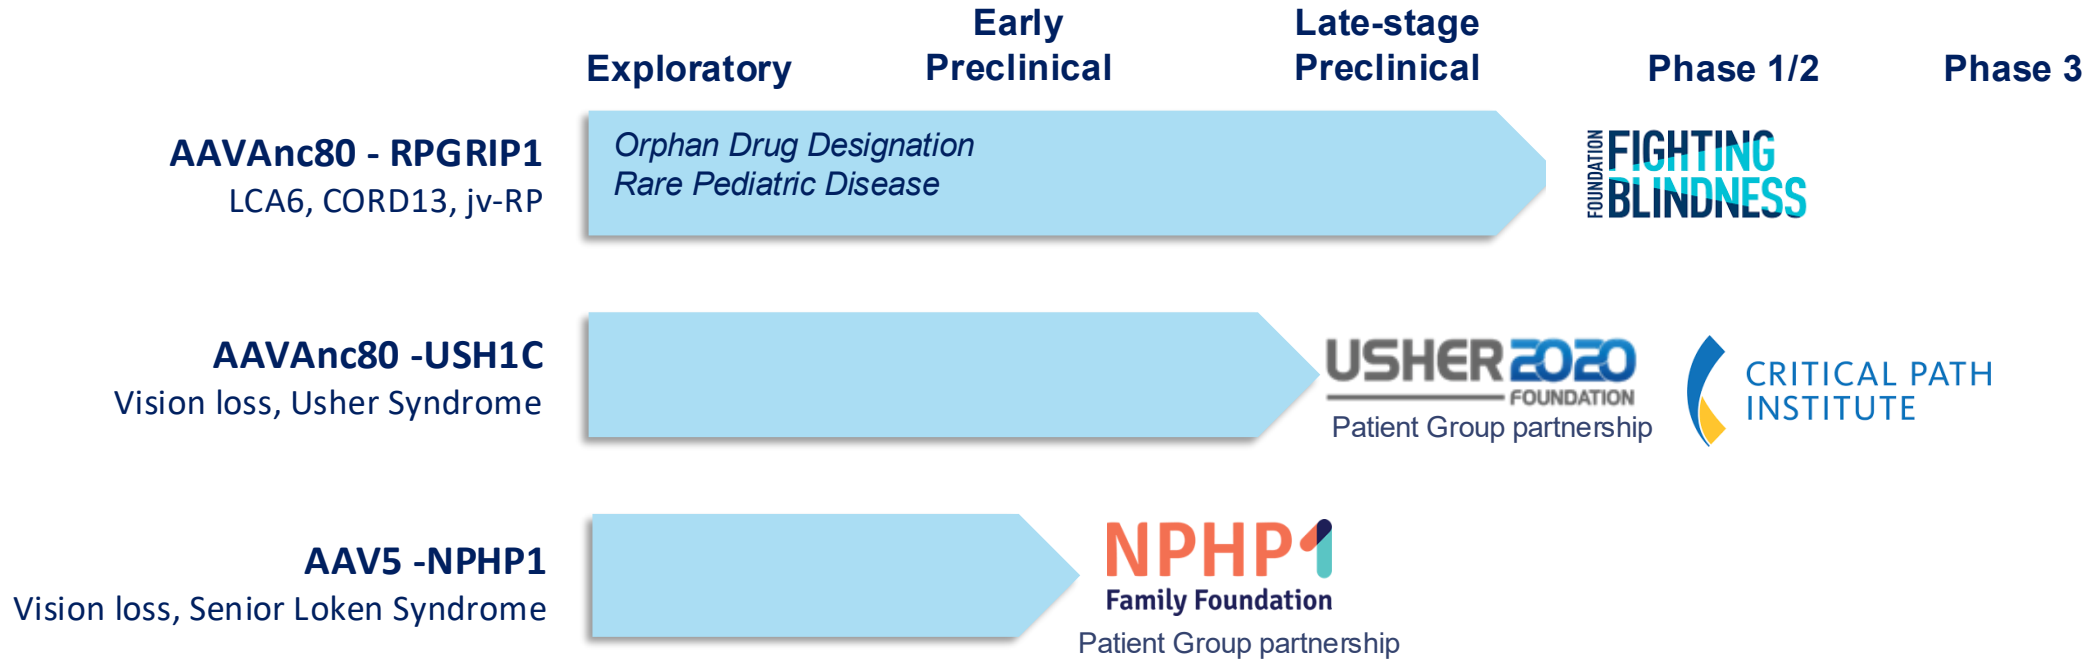 Exploratory
Early
Preclinical
Late-stage
Preclinical
Phase 1/2
Phase 3
AAVAnc80 - RPGRIP1
LCA6, CORD13, jv-RP
Orphan Drug Designation
Rare Pediatric Disease
FOUNDATION
FIGHTING
BLINDNESS
AAVAnc80 -USH1C
Vision loss, Usher Syndrome
USHER2020
FOUNDATION
Patient Group partnership
CRITICAL PATH
INSTITUTE
AAV5 -NPHP1
Vision loss, Senior Loken Syndrome
NPHP1
Family Foundation
Patient Group partnership